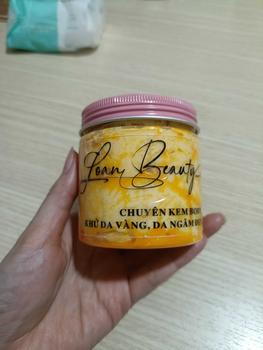 Loan Beauty
CHUYÊN KEM BODY
KHỬ DA VÀNG, DA NGĂM